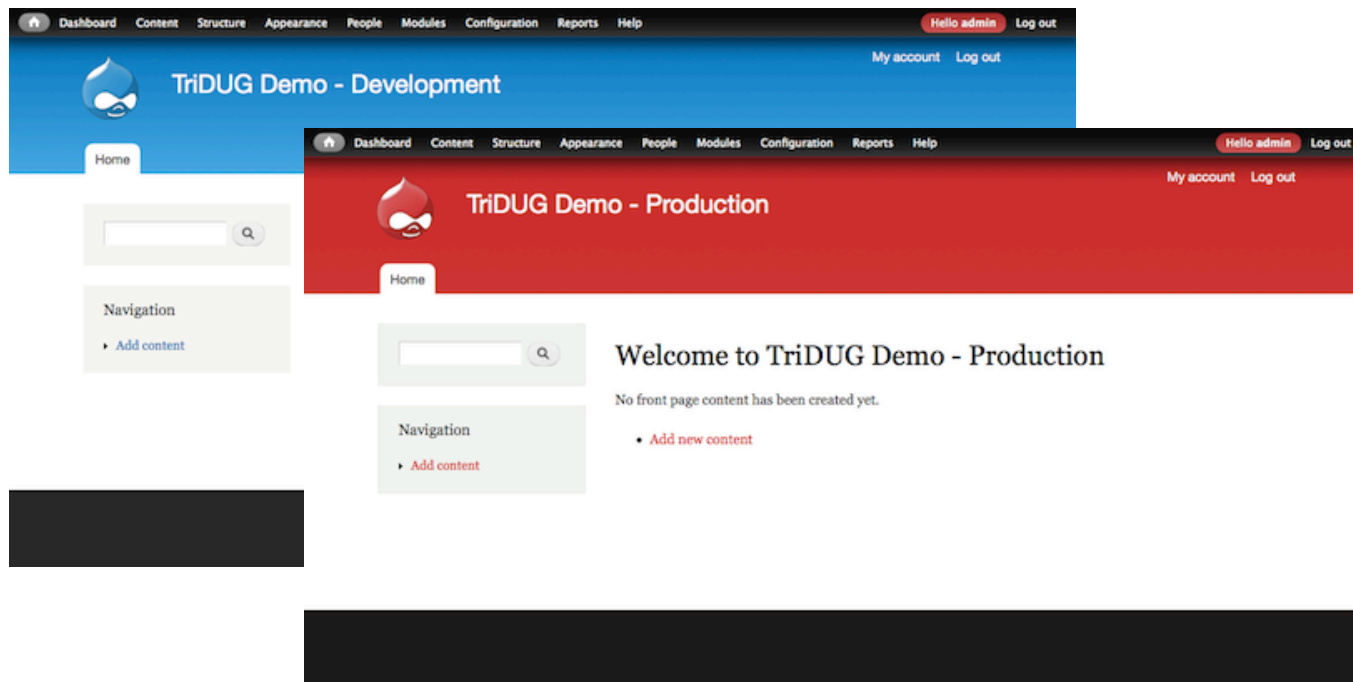 Dashboard Content Structure Appearance People Modules Configuration Reports Help Hello admin Log out
My account Log out
TriDUG Demo - Development
Home
Navigation
Add content
Dashboard Content Structure Appearance People Modules Configuration Reports Help Hello admin Log out
My account Log out
TriDUG Demo - Production
Home
Welcome to TriDUG Demo - Production
No front page content has been created yet.
Add new content
Navigation
Add content